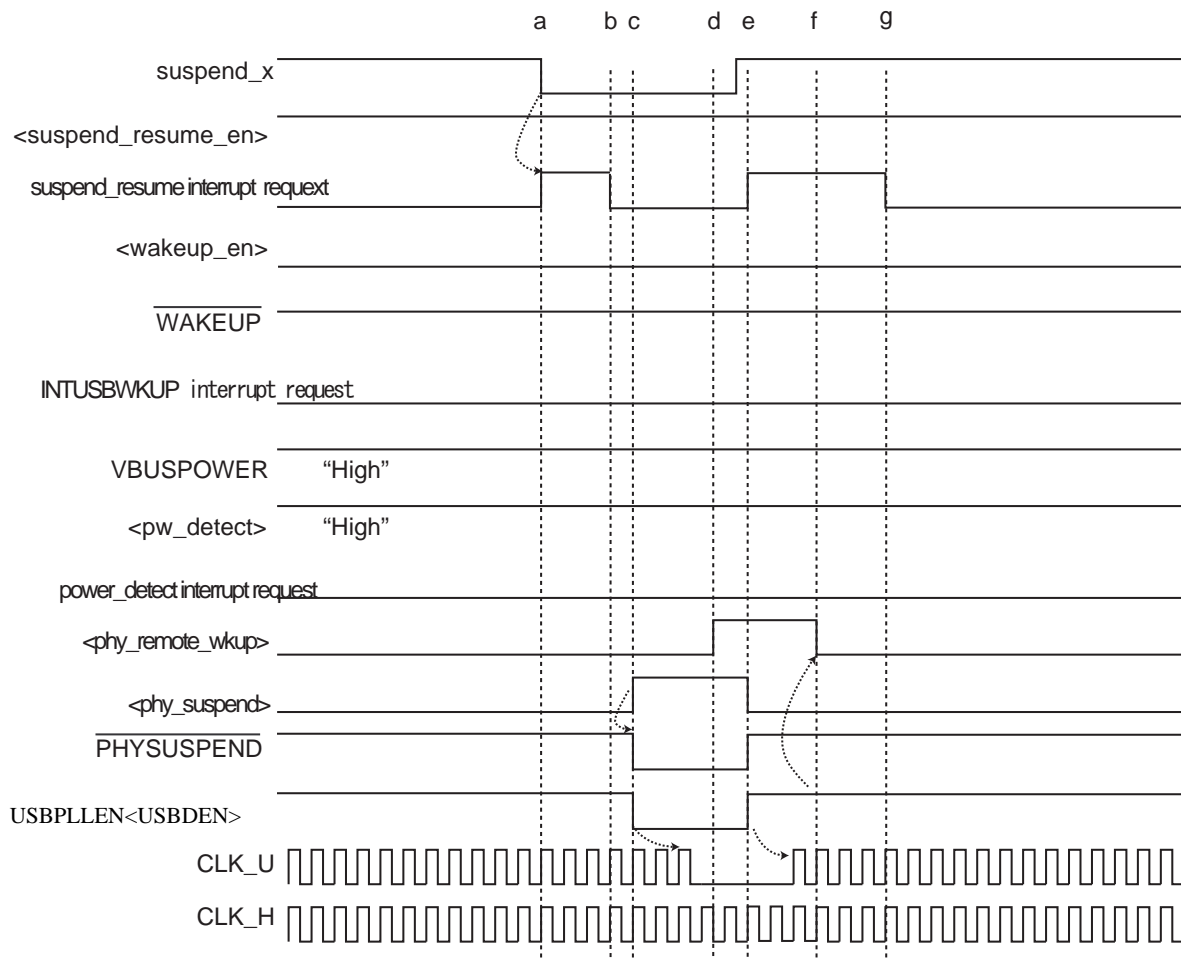 a b c d e f g
suspend_x
<suspend_resume_en>
suspend_resume interrupt requext
<wakeup_en>
WAKEUP
INTUSBWKUP interrupt request
VBUSPOWER “High”
<pw_detect> “High”
power_detect interrupt request
<phy_remote_wkup>
<phy_suspend>
PHYSUSPEND
USBPLLEN<USBDEN>
CLK_U
CLK_H